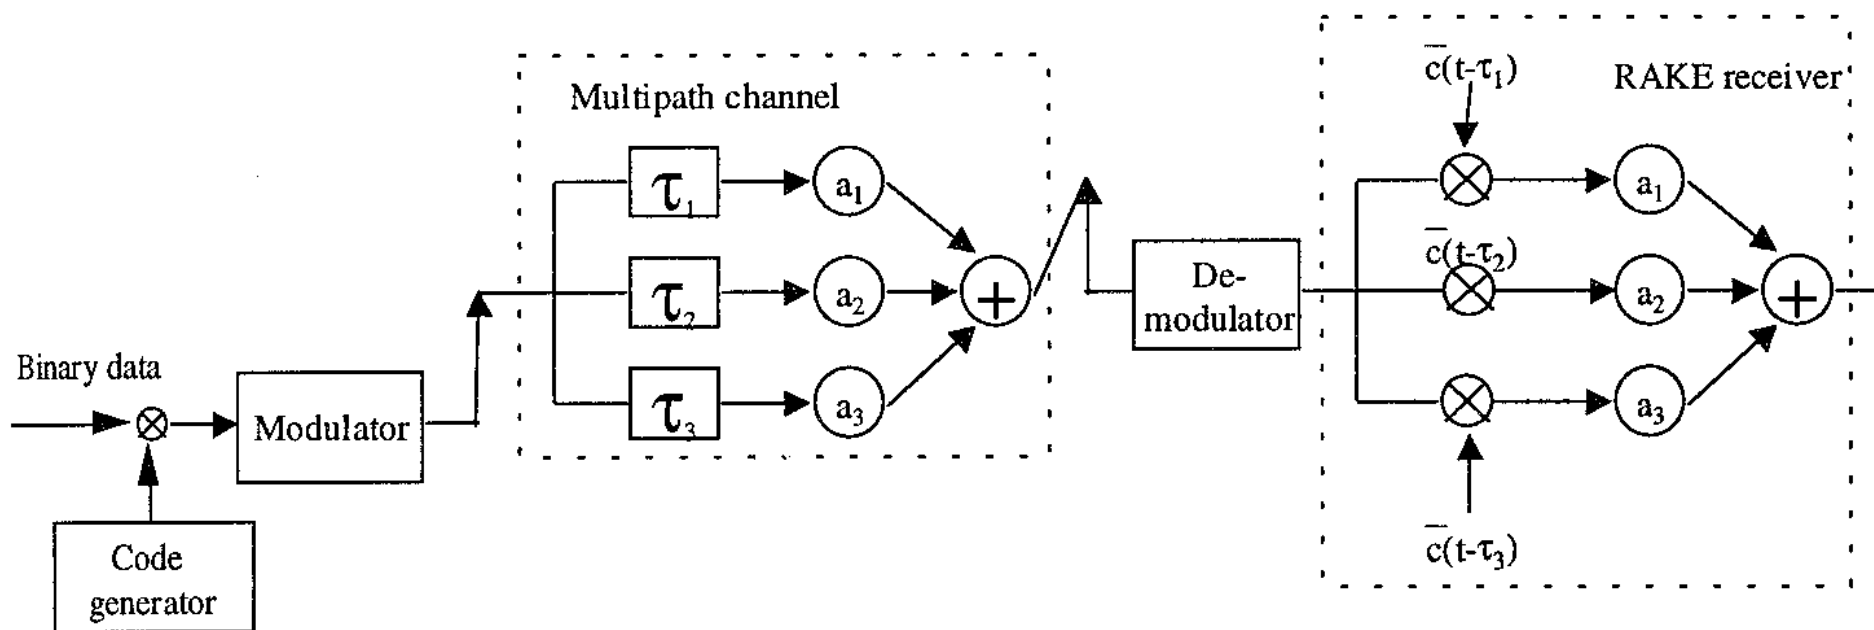 c̅(t-τ₁)
RAKE receiver
Multipath channel
τ₁
a₁
a₁
c̅(t-τ₂)
τ₂
a₂
+
De-
modulator
a₂
+
Binary data
Modulator
τ₃
a₃
a₃
Code
generator
c̅(t-τ₃)